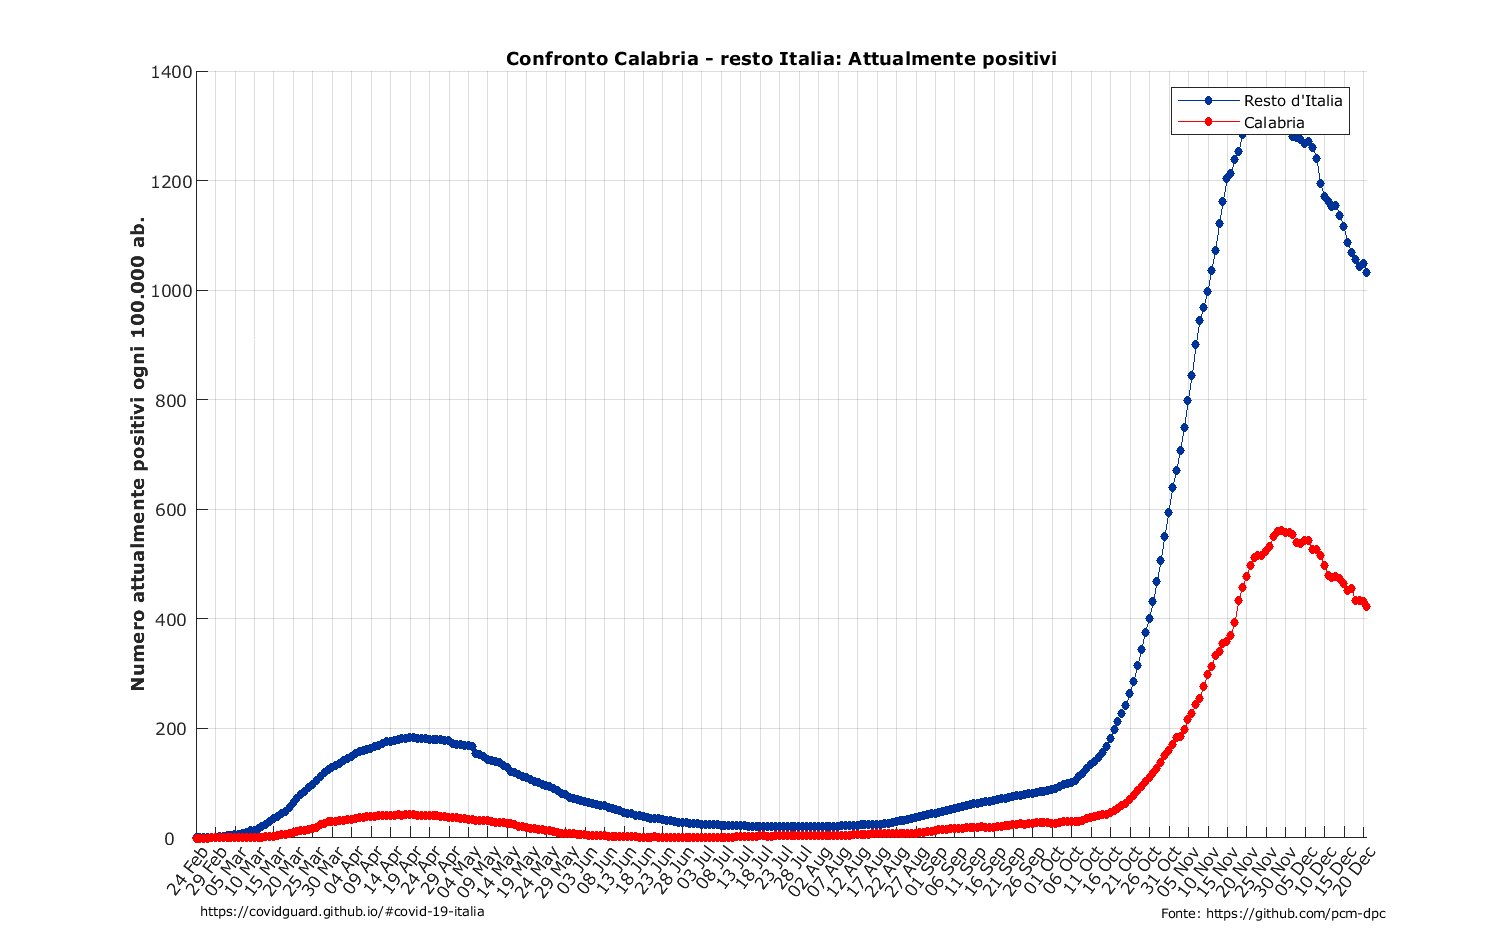 Confronto Calabria - resto Italia: Attualmente positivi
Numero attualmente positivi ogni 100.000 ab.
1400
1200
1000
800
600
400
200
0
Resto d'Italia
Calabria
24 Feb
29 Feb
05 Mar
10 Mar
15 Mar
20 Mar
25 Mar
30 Mar
04 Apr
09 Apr
14 Apr
19 Apr
24 Apr
29 Apr
04 May
09 May
14 May
19 May
24 May
29 May
03 Jun
08 Jun
13 Jun
18 Jun
23 Jun
28 Jun
03 Jul
08 Jul
13 Jul
18 Jul
23 Jul
28 Jul
02 Aug
07 Aug
12 Aug
17 Aug
22 Aug
27 Aug
01 Sep
06 Sep
11 Sep
16 Sep
21 Sep
26 Sep
01 Oct
06 Oct
11 Oct
16 Oct
21 Oct
26 Oct
31 Oct
05 Nov
10 Nov
15 Nov
20 Nov
25 Nov
30 Nov
05 Dec
10 Dec
15 Dec
20 Dec
https://covidguard.github.io/#covid-19-italia
Fonte: https://github.com/pcm-dpc